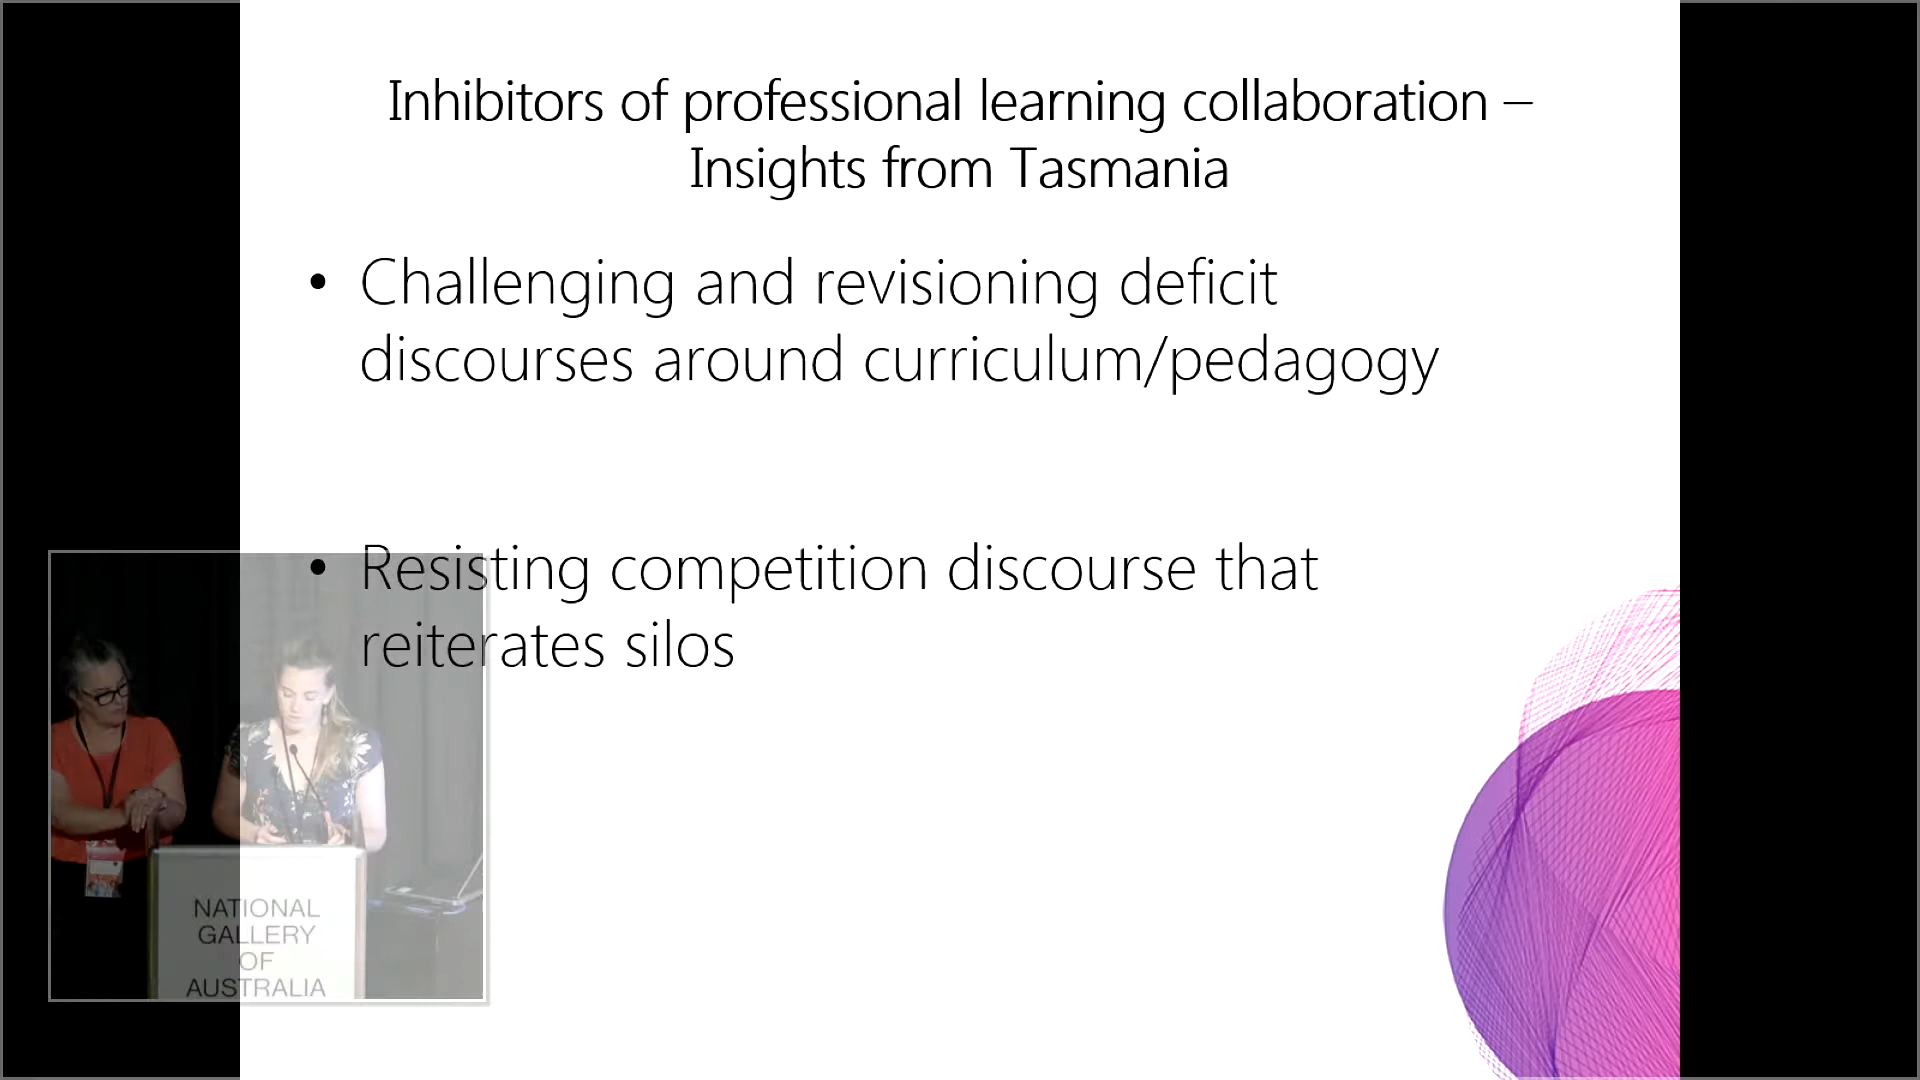 Inhibitors of professional learning collaboration –
Insights from Tasmania
• Challenging and revisioning deficit
discourses around curriculum/pedagogy
• Resisting competition discourse that
reiterates silos
NATIONAL
GALLERY
OF
AUSTRALIA